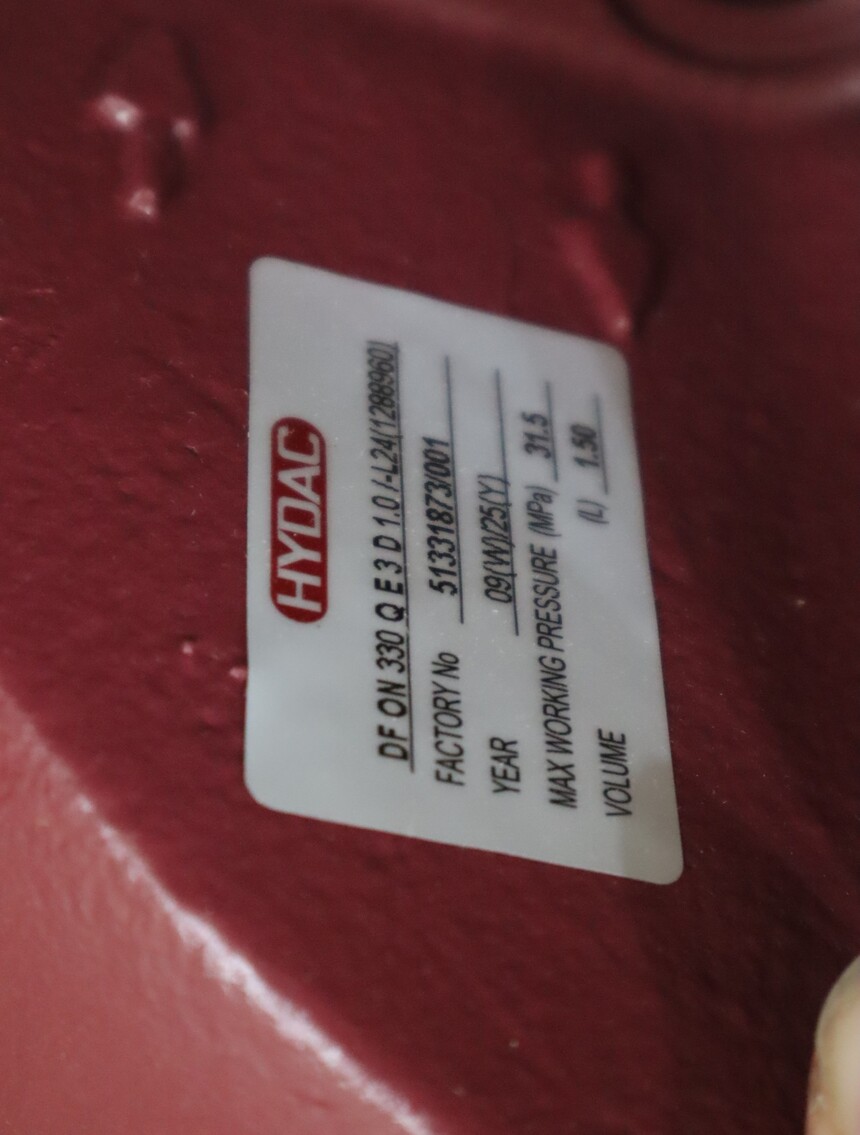 HYDAC
DF ON 330 Q E 3 D 1.0 /-L24(1288960)
FACTORY No 51331873/001
YEAR 09(W)/25(Y)
MAX WORKING PRESSURE (MPa) 31.5
VOLUME (L) 1.50